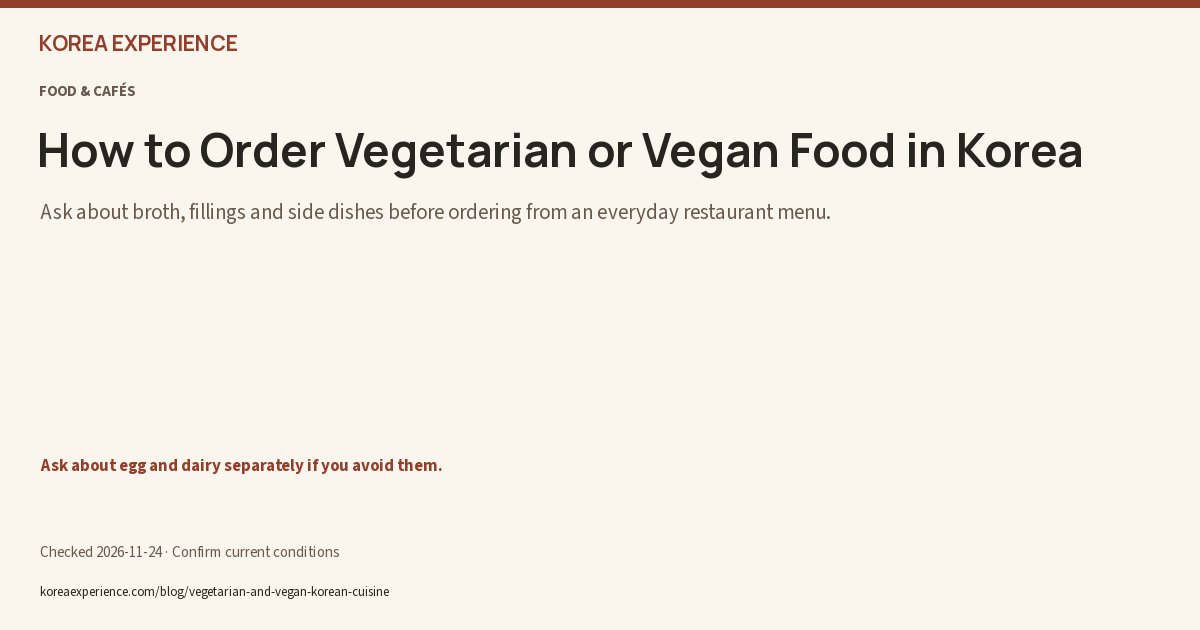 KOREA EXPERIENCE
FOOD & CAFÉS
How to Order Vegetarian or Vegan Food in Korea
Ask about broth, fillings and side dishes before ordering from an everyday restaurant menu.
Ask about egg and dairy separately if you avoid them.
Checked 2026-11-24 · Confirm current conditions
koreaexperience.com/blog/vegetarian-and-vegan-korean-cuisine